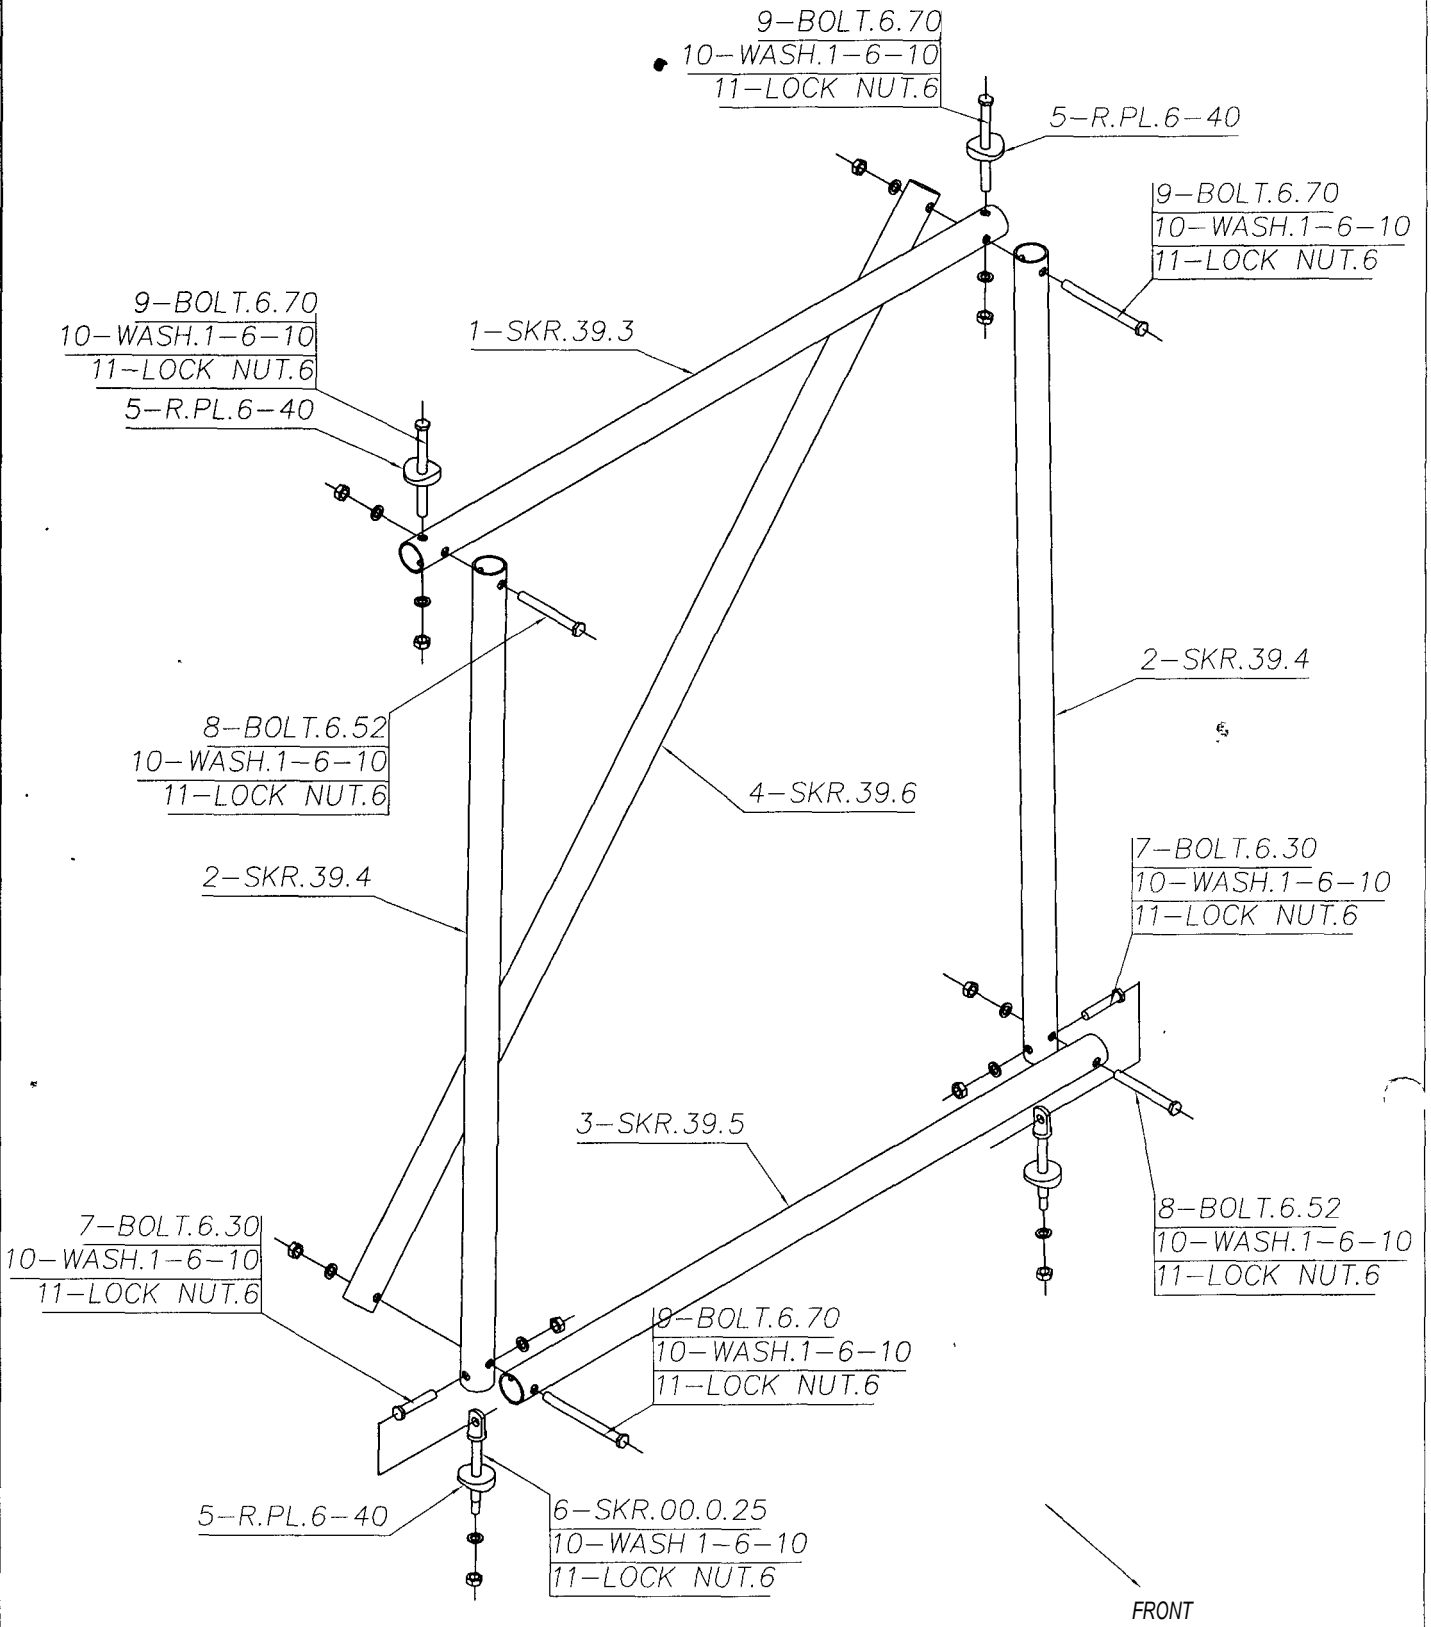 9-BOLT.6.70
10-WASH.1-6-10
11-LOCK NUT.6
5-R.PL.6-40
9-BOLT.6.70
10-WASH.1-6-10
11-LOCK NUT.6
9-BOLT.6.70
10-WASH.1-6-10
11-LOCK NUT.6
5-R.PL.6-40
1-SKR.39.3
2-SKR.39.4
8-BOLT.6.52
10-WASH.1-6-10
11-LOCK NUT.6
4-SKR.39.6
2-SKR.39.4
7-BOLT.6.30
10-WASH.1-6-10
11-LOCK NUT.6
3-SKR.39.5
7-BOLT.6.30
10-WASH.1-6-10
11-LOCK NUT.6
8-BOLT.6.52
10-WASH.1-6-10
11-LOCK NUT.6
9-BOLT.6.70
10-WASH.1-6-10
11-LOCK NUT.6
5-R.PL.6-40
6-SKR.00.0.25
10-WASH 1-6-10
11-LOCK NUT.6
FRONT